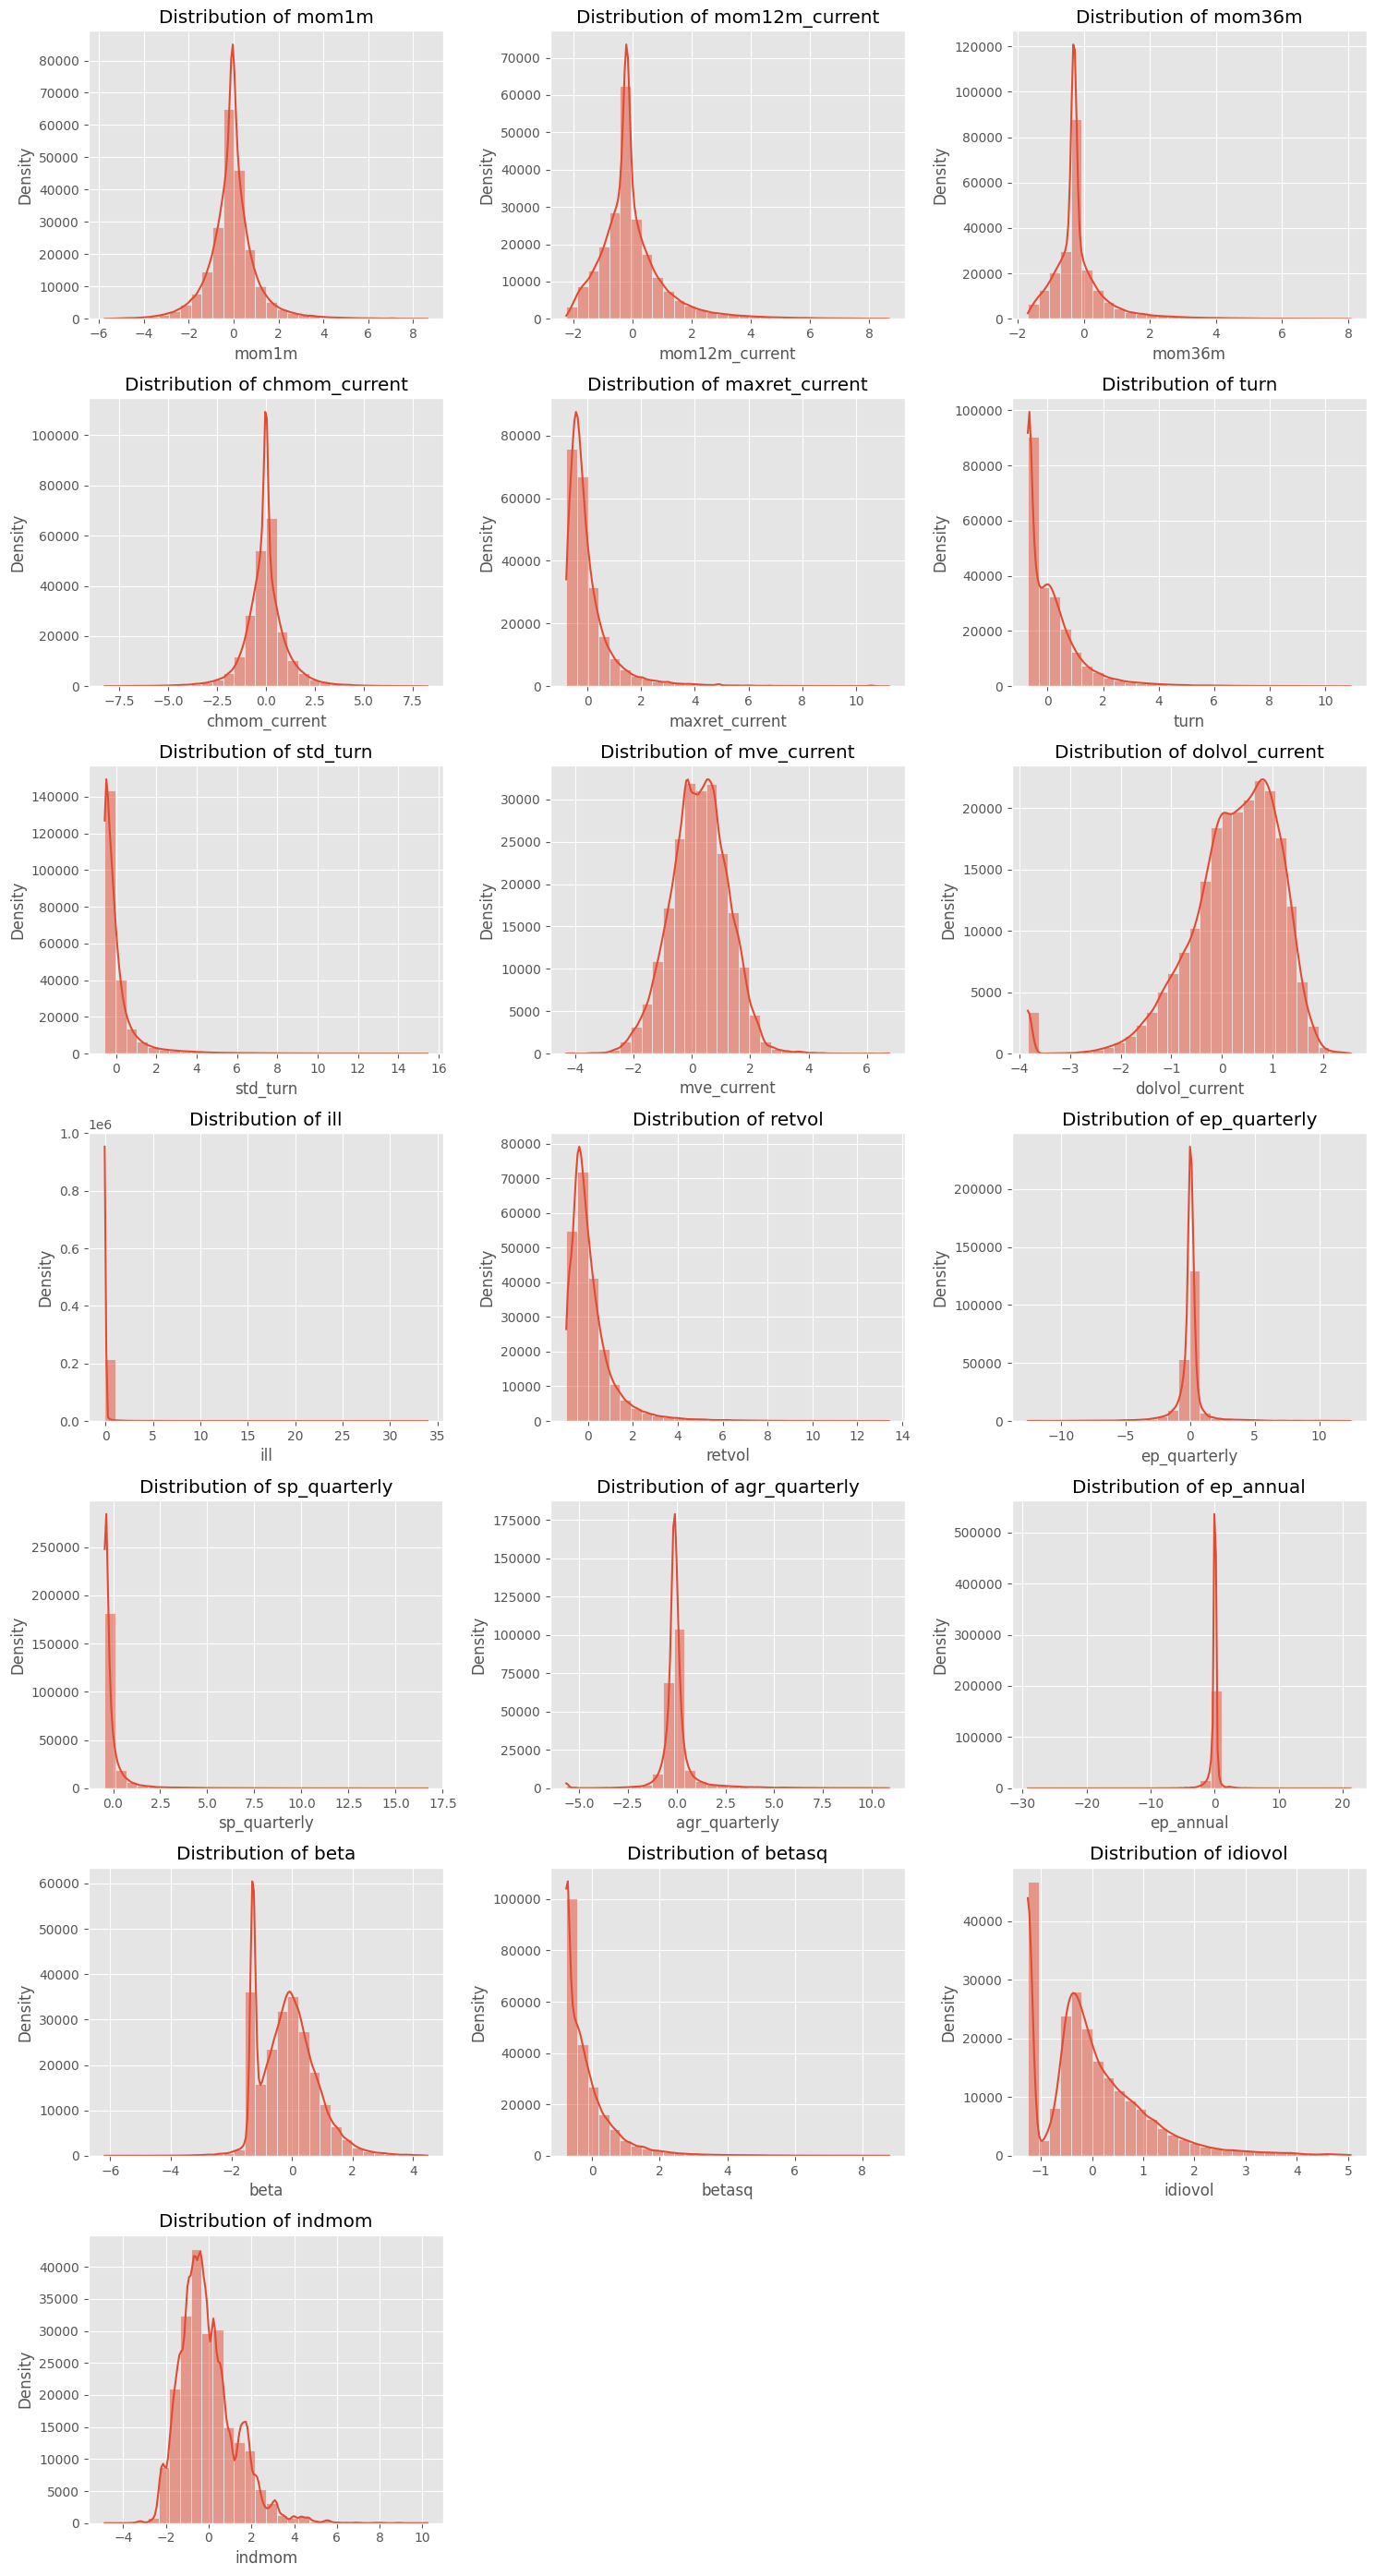 Distribution of mom1m
Density
80000
70000
60000
50000
40000
30000
20000
10000
0
−6 −4 −2 0 2 4 6 8
mom1m
Distribution of mom12m_current
Density
70000
60000
50000
40000
30000
20000
10000
0
−2 0 2 4 6 8
mom12m_current
Distribution of mom36m
Density
120000
100000
80000
60000
40000
20000
0
−2 0 2 4 6 8
mom36m
Distribution of chmom_current
Density
100000
80000
60000
40000
20000
0
−7.5 −5.0 −2.5 0.0 2.5 5.0 7.5
chmom_current
Distribution of maxret_current
Density
80000
60000
40000
20000
0
0 2 4 6 8 10
maxret_current
Distribution of turn
Density
100000
80000
60000
40000
20000
0
0 2 4 6 8 10
turn
Distribution of std_turn
Density
140000
120000
100000
80000
60000
40000
20000
0
0 2 4 6 8 10 12 14 16
std_turn
Distribution of mve_current
Density
30000
25000
20000
15000
10000
5000
0
−4 −2 0 2 4 6
mve_current
Distribution of dolvol_current
Density
20000
15000
10000
5000
0
−4 −3 −2 −1 0 1 2
dolvol_current
Distribution of ill
1e6
Density
1.0
0.8
0.6
0.4
0.2
0.0
0 5 10 15 20 25 30 35
ill
Distribution of retvol
Density
80000
70000
60000
50000
40000
30000
20000
10000
0
0 2 4 6 8 10 12 14
retvol
Distribution of ep_quarterly
Density
200000
150000
100000
50000
0
−10 −5 0 5 10
ep_quarterly
Distribution of sp_quarterly
Density
250000
200000
150000
100000
50000
0
0.0 2.5 5.0 7.5 10.0 12.5 15.0 17.5
sp_quarterly
Distribution of agr_quarterly
Density
175000
150000
125000
100000
75000
50000
25000
0
−5.0 −2.5 0.0 2.5 5.0 7.5 10.0
agr_quarterly
Distribution of ep_annual
Density
500000
400000
300000
200000
100000
0
−30 −20 −10 0 10 20
ep_annual
Distribution of beta
Density
60000
50000
40000
30000
20000
10000
0
−6 −4 −2 0 2 4
beta
Distribution of betasq
Density
100000
80000
60000
40000
20000
0
0 2 4 6 8
betasq
Distribution of idiovol
Density
40000
30000
20000
10000
0
−1 0 1 2 3 4 5
idiovol
Distribution of indmom
Density
40000
35000
30000
25000
20000
15000
10000
5000
0
−4 −2 0 2 4 6 8 10
indmom